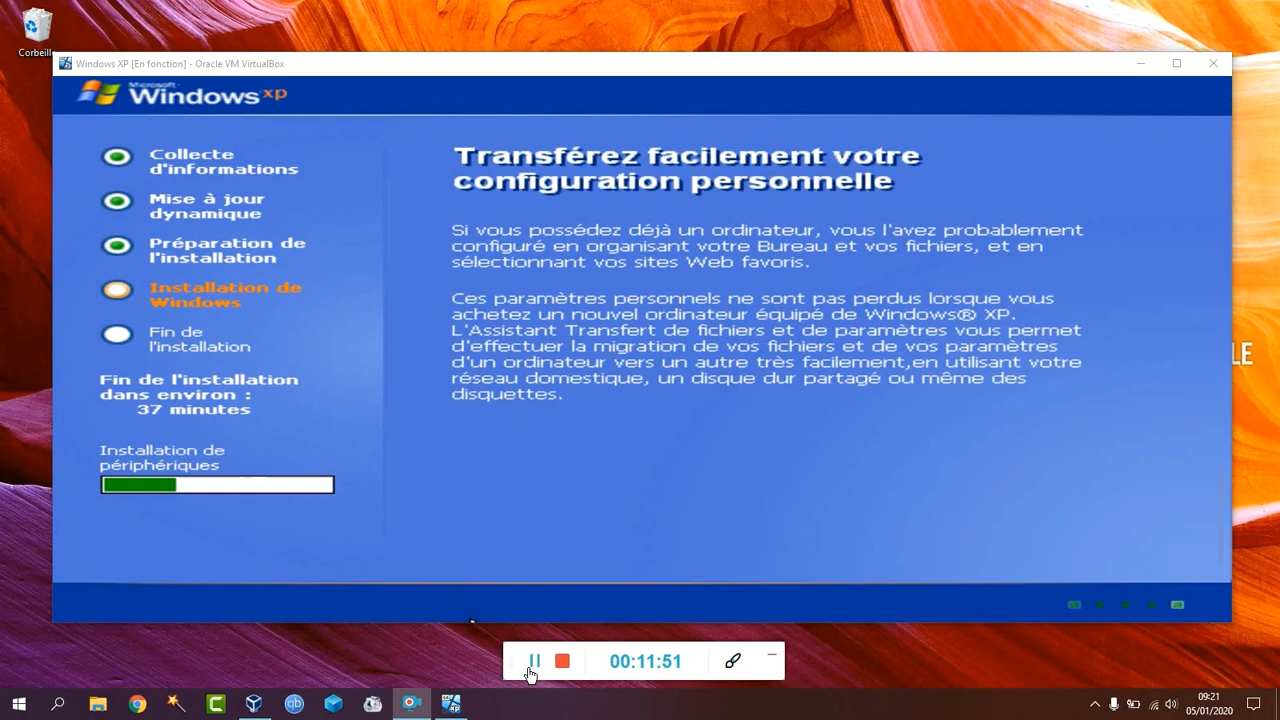 Corbeille
Windows XP [En fonction] - Oracle VM VirtualBox
Microsoft
Windows xp
Collecte
d'informations
Mise à jour
dynamique
Préparation de
l'installation
Installation de
Windows
Fin de
l'installation
Fin de l'installation
dans environ :
37 minutes
Installation de
périphériques
Transférez facilement votre
configuration personnelle
Si vous possédez déjà un ordinateur, vous l'avez probablement
configuré en organisant votre Bureau et vos fichiers, et en
sélectionnant vos sites Web favoris.
Ces paramètres personnels ne sont pas perdus lorsque vous
achetez un nouvel ordinateur équipé de Windows® XP.
L'Assistant Transfert de fichiers et de paramètres vous permet
d'effectuer la migration de vos fichiers et de vos paramètres
d'un ordinateur vers un autre très facilement,en utilisant votre
réseau domestique, un disque dur partagé ou même des
disquettes.
LE
00:11:51
09:21
05/01/2020